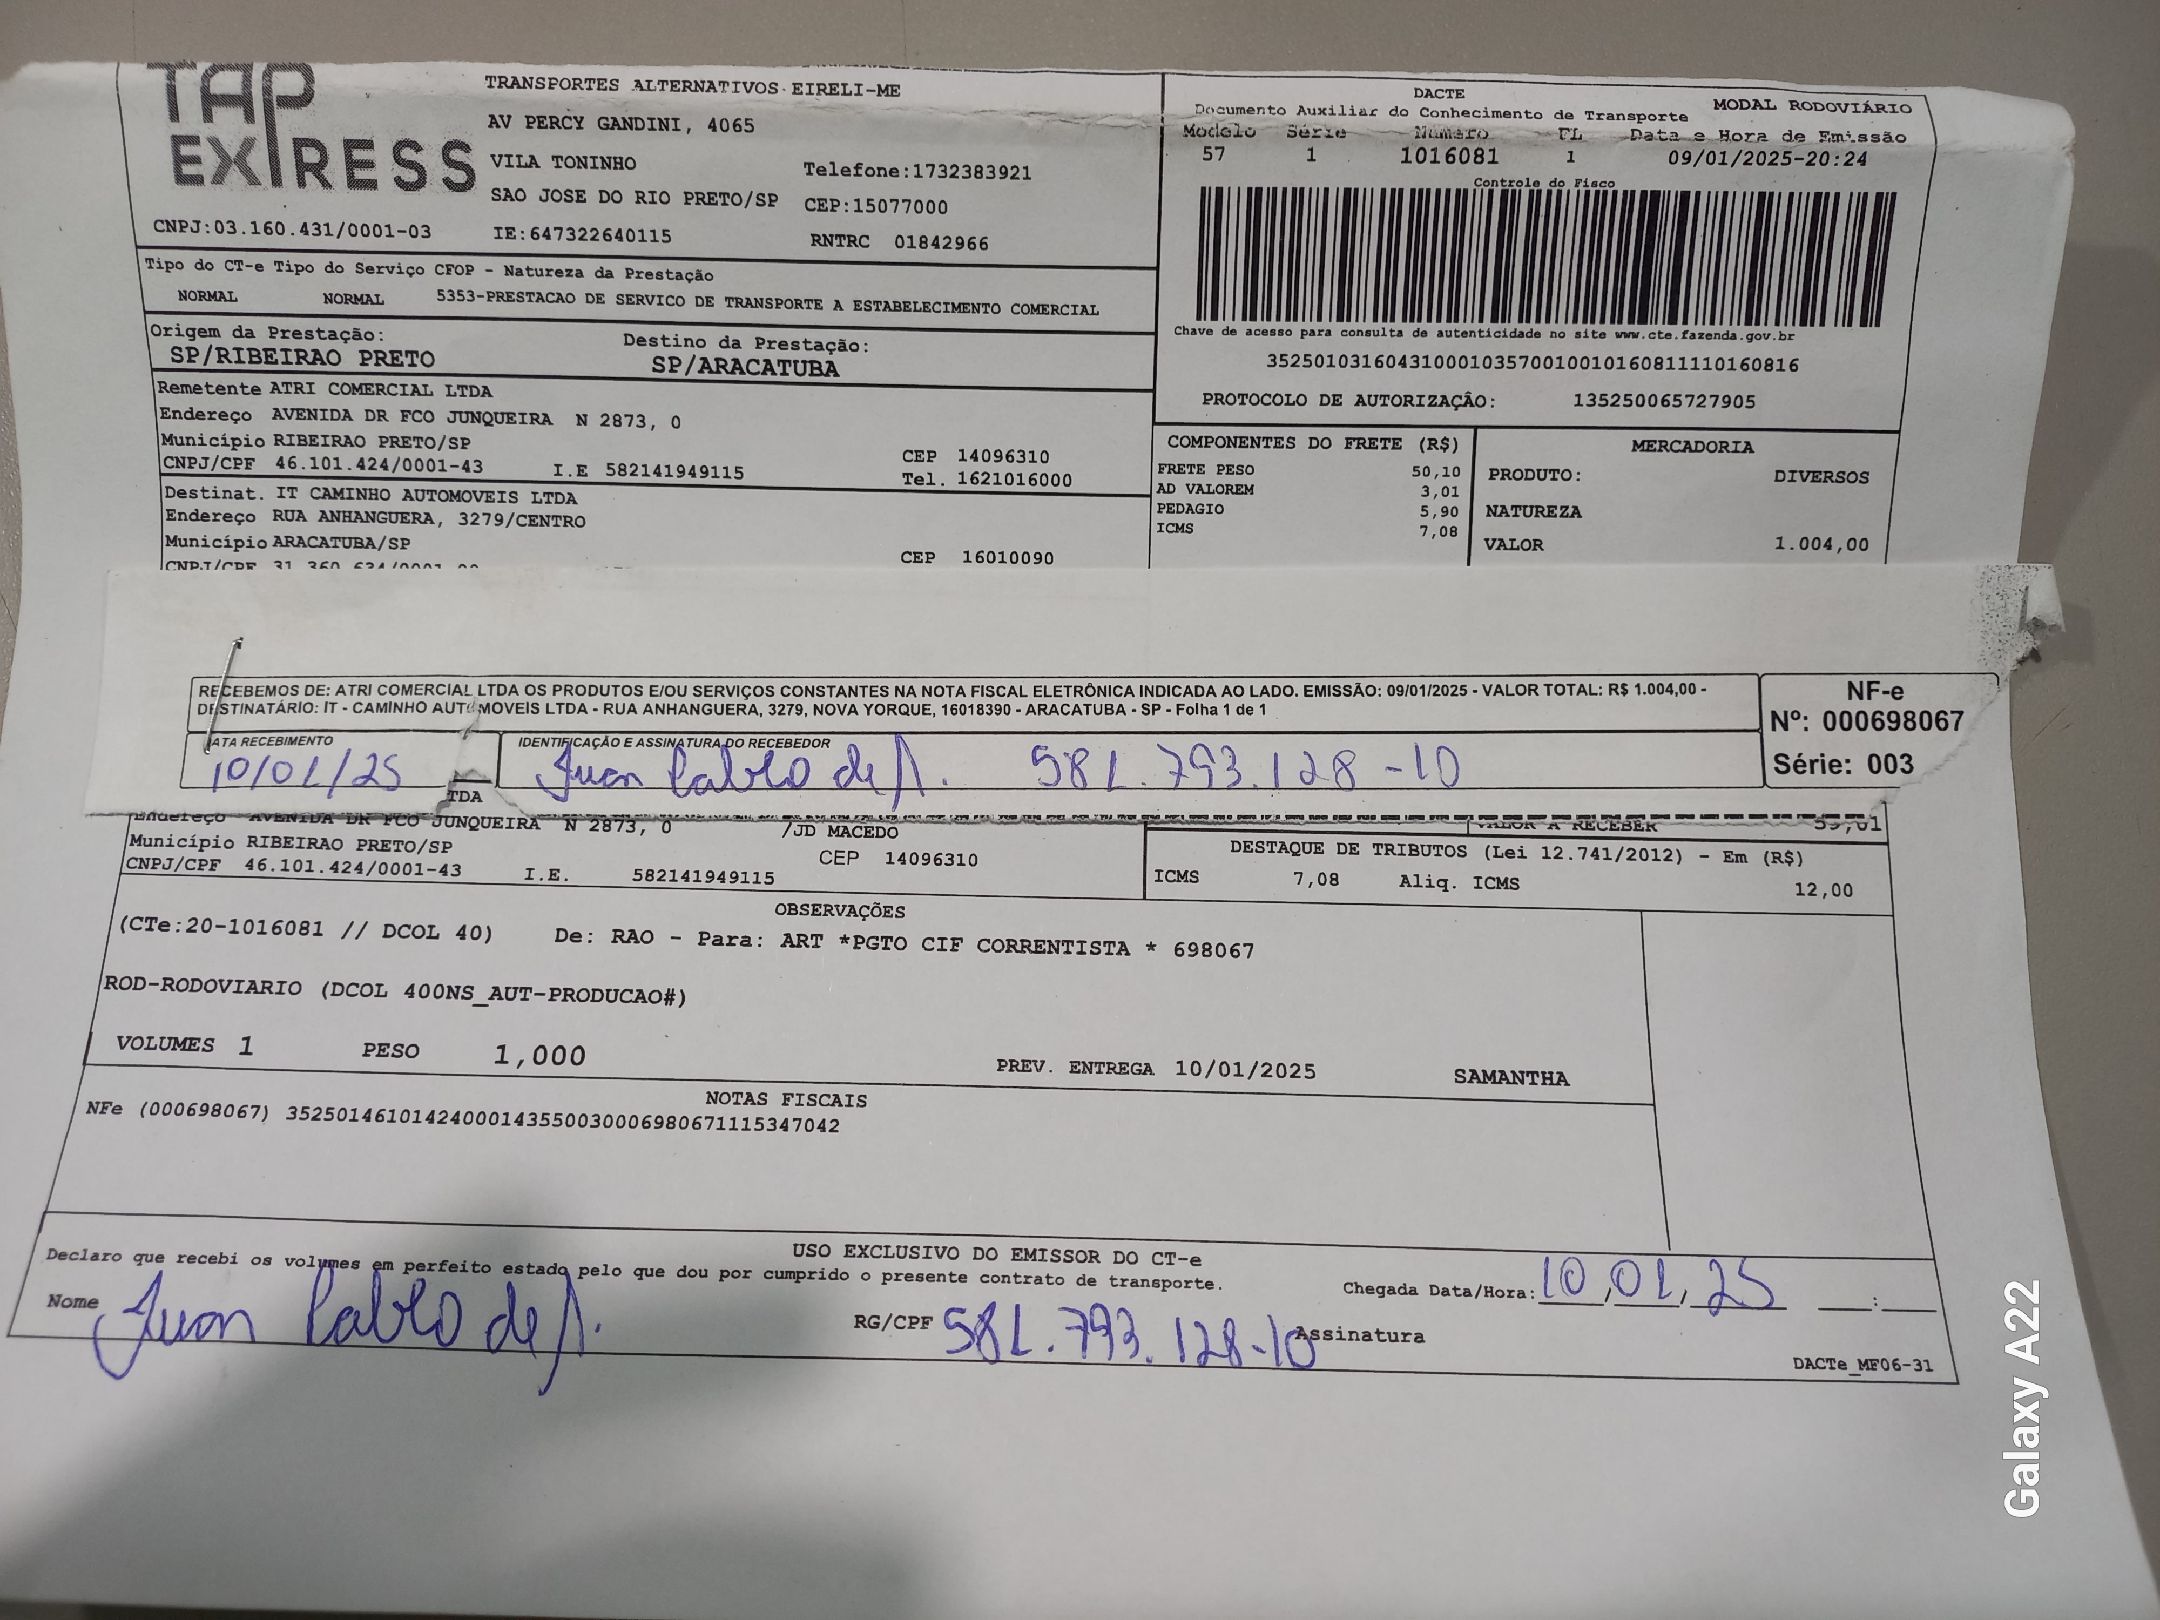 TAP EXPRESS
TRANSPORTES ALTERNATIVOS EIRELI-ME
AV PERCY GANDINI, 4065
VILA TONINHO Telefone:1732383921
SAO JOSE DO RIO PRETO/SP CEP:15077000
CNPJ:03.160.431/0001-03 IE:647322640115 RNTRC 01842966
DACTE MODAL RODOVIÁRIO
Documento Auxiliar do Conhecimento de Transporte
Modelo Série Número FL Data e Hora de Emissão
57 1 1016081 1 09/01/2025-20:24
Controle do Fisco
Chave de acesso para consulta de autenticidade no site www.cte.fazenda.gov.br
35250103160431000103570010010160811110160816
PROTOCOLO DE AUTORIZAÇÃO: 135250065727905
Tipo do CT-e Tipo do Serviço CFOP - Natureza da Prestação
NORMAL NORMAL 5353-PRESTACAO DE SERVICO DE TRANSPORTE A ESTABELECIMENTO COMERCIAL
Origem da Prestação: Destino da Prestação:
SP/RIBEIRAO PRETO SP/ARACATUBA
Remetente ATRI COMERCIAL LTDA
Endereço AVENIDA DR FCO JUNQUEIRA N 2873, 0
Município RIBEIRAO PRETO/SP CEP 14096310
CNPJ/CPF 46.101.424/0001-43 I.E 582141949115 Tel. 1621016000
Destinat. IT CAMINHO AUTOMOVEIS LTDA
Endereço RUA ANHANGUERA, 3279/CENTRO
Município ARACATUBA/SP CEP 16010090
CNPJ/CPF 31.360.634/0001
COMPONENTES DO FRETE (R$) MERCADORIA
FRETE PESO 50,10 PRODUTO: DIVERSOS
AD VALOREM 3,01
PEDAGIO 5,90 NATUREZA
ICMS 7,08 VALOR 1.004,00
RECEBEMOS DE: ATRI COMERCIAL LTDA OS PRODUTOS E/OU SERVIÇOS CONSTANTES NA NOTA FISCAL ELETRÔNICA INDICADA AO LADO. EMISSÃO: 09/01/2025 - VALOR TOTAL: R$ 1.004,00 -
DESTINATÁRIO: IT - CAMINHO AUTOMOVEIS LTDA - RUA ANHANGUERA, 3279, NOVA YORQUE, 16018390 - ARACATUBA - SP - Folha 1 de 1
NF-e
Nº: 000698067
Série: 003
DATA RECEBIMENTO IDENTIFICAÇÃO E ASSINATURA DO RECEBEDOR
10/01/25 Juan Pablo de A. 581.793.128-10
TDA
Endereço AVENIDA DR FCO JUNQUEIRA N 2873, 0 /JD MACEDO
VALOR A RECEBER 59,01
Município RIBEIRAO PRETO/SP CEP 14096310
CNPJ/CPF 46.101.424/0001-43 I.E. 582141949115
DESTAQUE DE TRIBUTOS (Lei 12.741/2012) - Em (R$)
ICMS 7,08 Aliq. ICMS 12,00
OBSERVAÇÕES
(CTe:20-1016081 // DCOL 40) De: RAO - Para: ART *PGTO CIF CORRENTISTA * 698067
ROD-RODOVIARIO (DCOL 400NS_AUT-PRODUCAO#)
VOLUMES 1 PESO 1,000 PREV. ENTREGA 10/01/2025 SAMANTHA
NOTAS FISCAIS
NFe (000698067) 35250146101424000143550030006980671115347042
USO EXCLUSIVO DO EMISSOR DO CT-e
Declaro que recebi os volumes em perfeito estado pelo que dou por cumprido o presente contrato de transporte.
Chegada Data/Hora: 10,01,25 :
Nome Juan Pablo de A. RG/CPF 581.793.128-10 Assinatura
DACTe_MF06-31
Galaxy A22